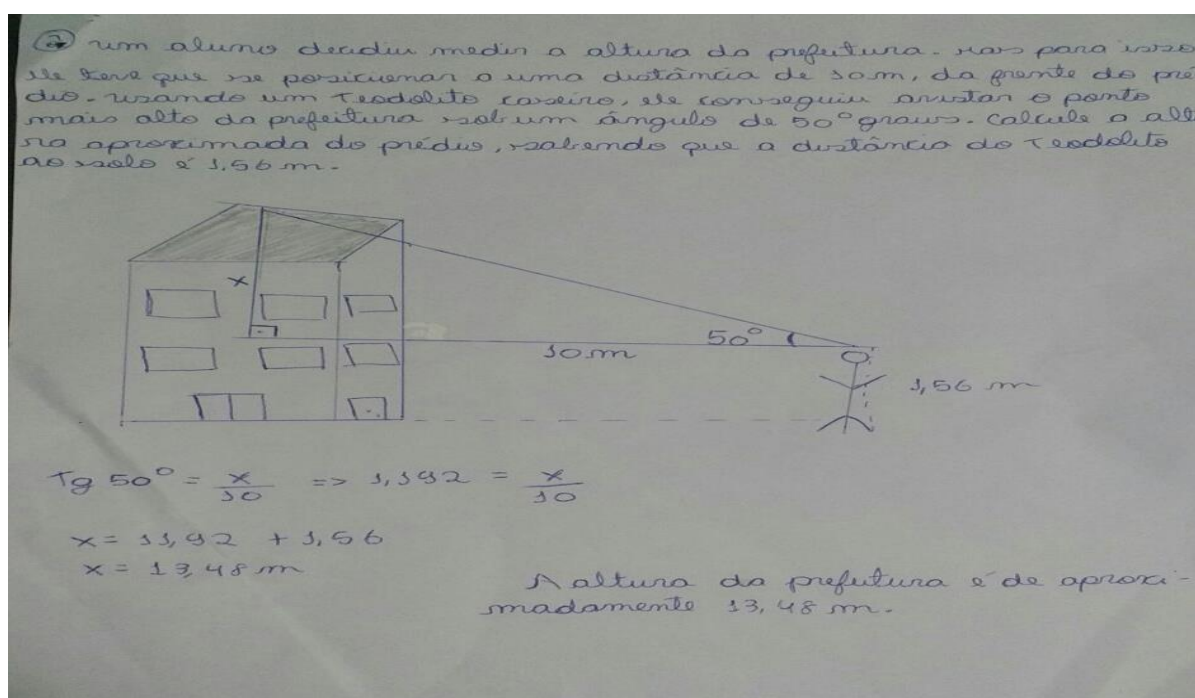 2 um aluno decidiu medir a altura da prefeitura. mas para isso
ele teve que se posicionar a uma distância de 10m, da frente do pré
dio. usando um Teodolito caseiro, ele conseguiu avistar o ponto
mais alto da prefeitura sob um ângulo de 50° graus. calcule a altu
ra aproximada do prédio, sabendo que a distância do Teodolito
ao solo é 1,56 m.
x
50°
10 m
1,56 m
Tg 50° = x/10 => 1,192 = x/10
x = 11,92 + 1,56
x = 13,48 m
A altura da prefeitura é de aproxi-
madamente 13,48 m.